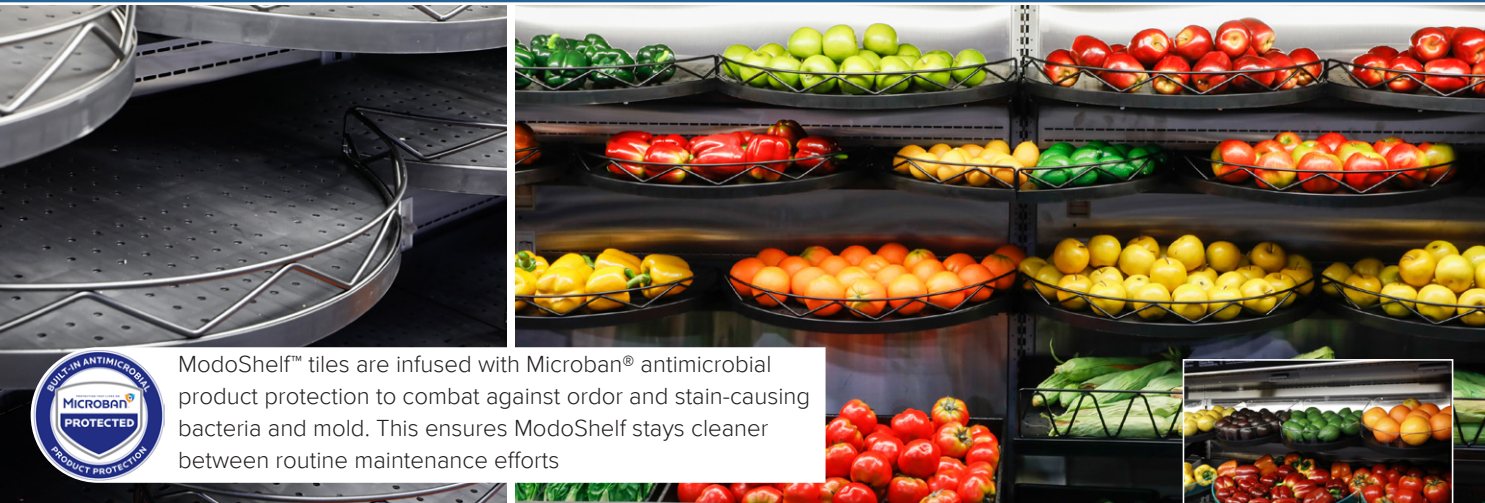 BUILT-IN ANTIMICROBIAL
MICROBAN®
PROTECTED
PRODUCT PROTECTION
ModoShelf™ tiles are infused with Microban® antimicrobial
product protection to combat against ordor and stain-causing
bacteria and mold. This ensures ModoShelf stays cleaner
between routine maintenance efforts